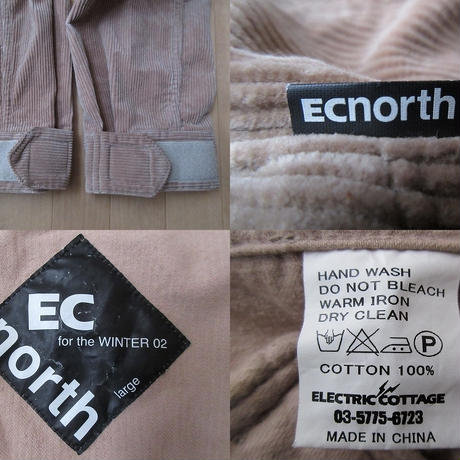 ECnorth
EC
for the WINTER 02
north
large
HAND WASH
DO NOT BLEACH
WARM IRON
DRY CLEAN
P
COTTON 100%
ELECTRIC COTTAGE
03-5775-6723
MADE IN CHINA